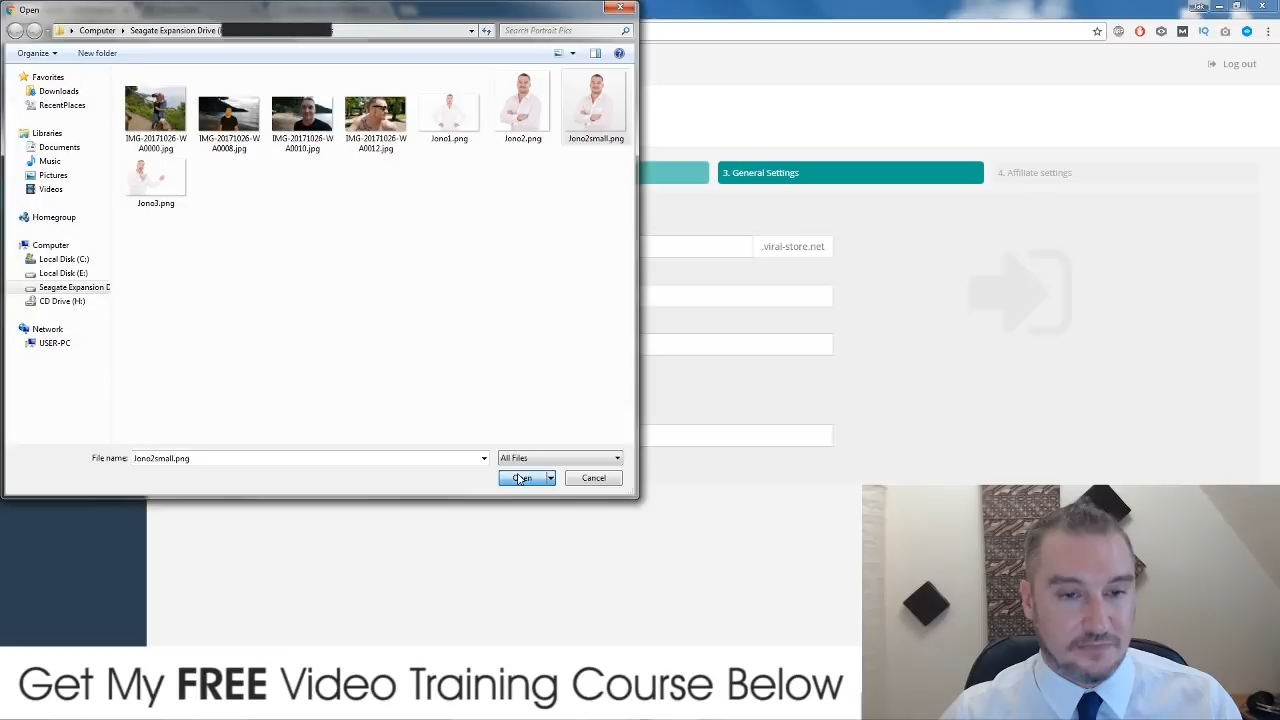 Open
Computer
Seagate Expansion Drive (
Search Portrait Pics
Organize
New folder
Favorites
Downloads
RecentPlaces
Libraries
Documents
Music
Pictures
Videos
Homegroup
Computer
Local Disk (C:)
Local Disk (E:)
Seagate Expansion D
CD Drive (H:)
Network
USER-PC
IMG-20171026-WA0000.jpg
IMG-20171026-WA0008.jpg
IMG-20171026-WA0010.jpg
IMG-20171026-WA0012.jpg
Jono1.png
Jono2.png
Jono2small.png
Jono3.png
File name:
Jono2small.png
All Files
Open
Cancel
Log out
3. General Settings
4. Affiliate settings
.viral-store.net
Get My FREE Video Training Course Below